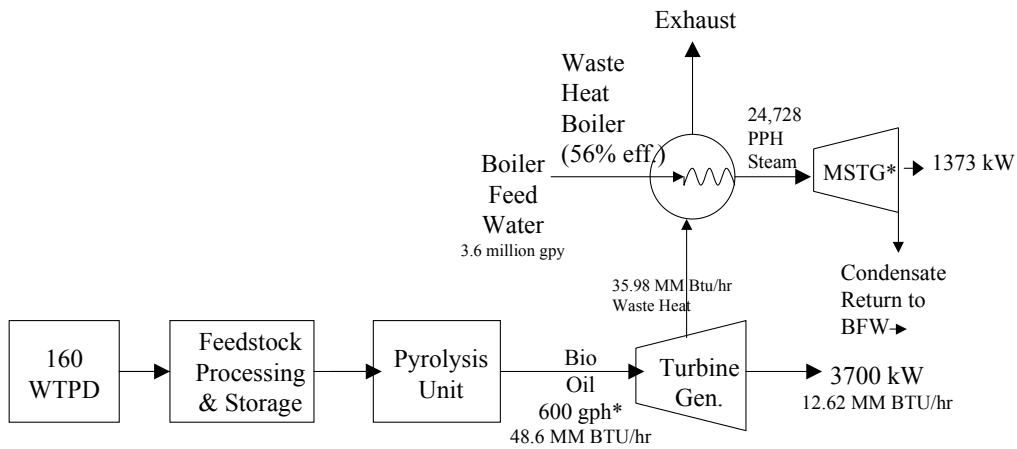 Exhaust
Waste
Heat
Boiler
(56% eff.)
24,728
PPH
Steam
Boiler
Feed
Water
3.6 million gpy
MSTG*
1373 kW
Condensate
Return to
BFW
35.98 MM Btu/hr
Waste Heat
160
WTPD
Feedstock
Processing
& Storage
Pyrolysis
Unit
Bio
Oil
600 gph*
48.6 MM BTU/hr
Turbine
Gen.
3700 kW
12.62 MM BTU/hr